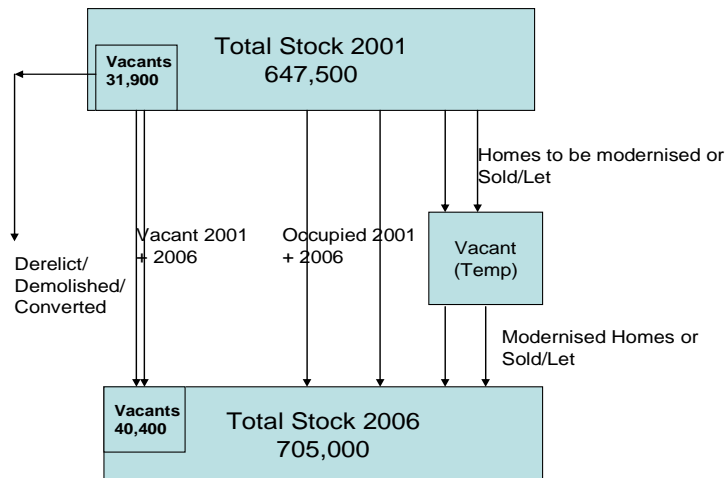 Total Stock 2001
647,500
Vacants
31,900
Homes to be modernised or
Sold/Let
Vacant 2001
+ 2006
Occupied 2001
+ 2006
Vacant
(Temp)
Derelict/
Demolished/
Converted
Modernised Homes or
Sold/Let
Vacants
40,400
Total Stock 2006
705,000